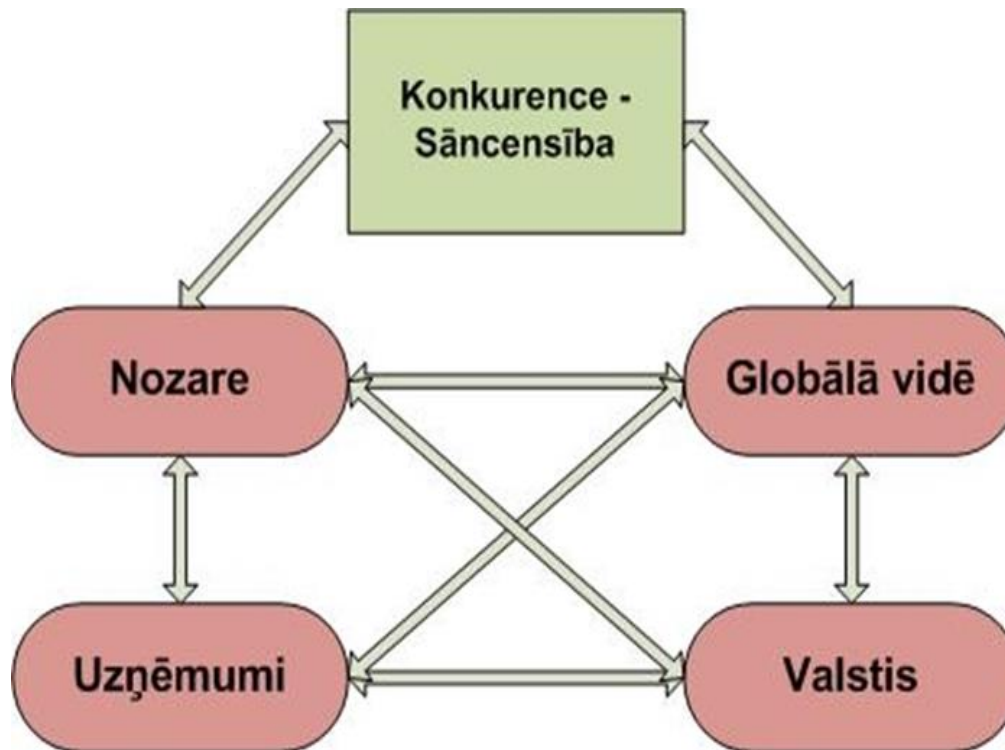 Konkurence -
Sāncensība
Nozare
Globālā vidē
Uzņēmumi
Valstis